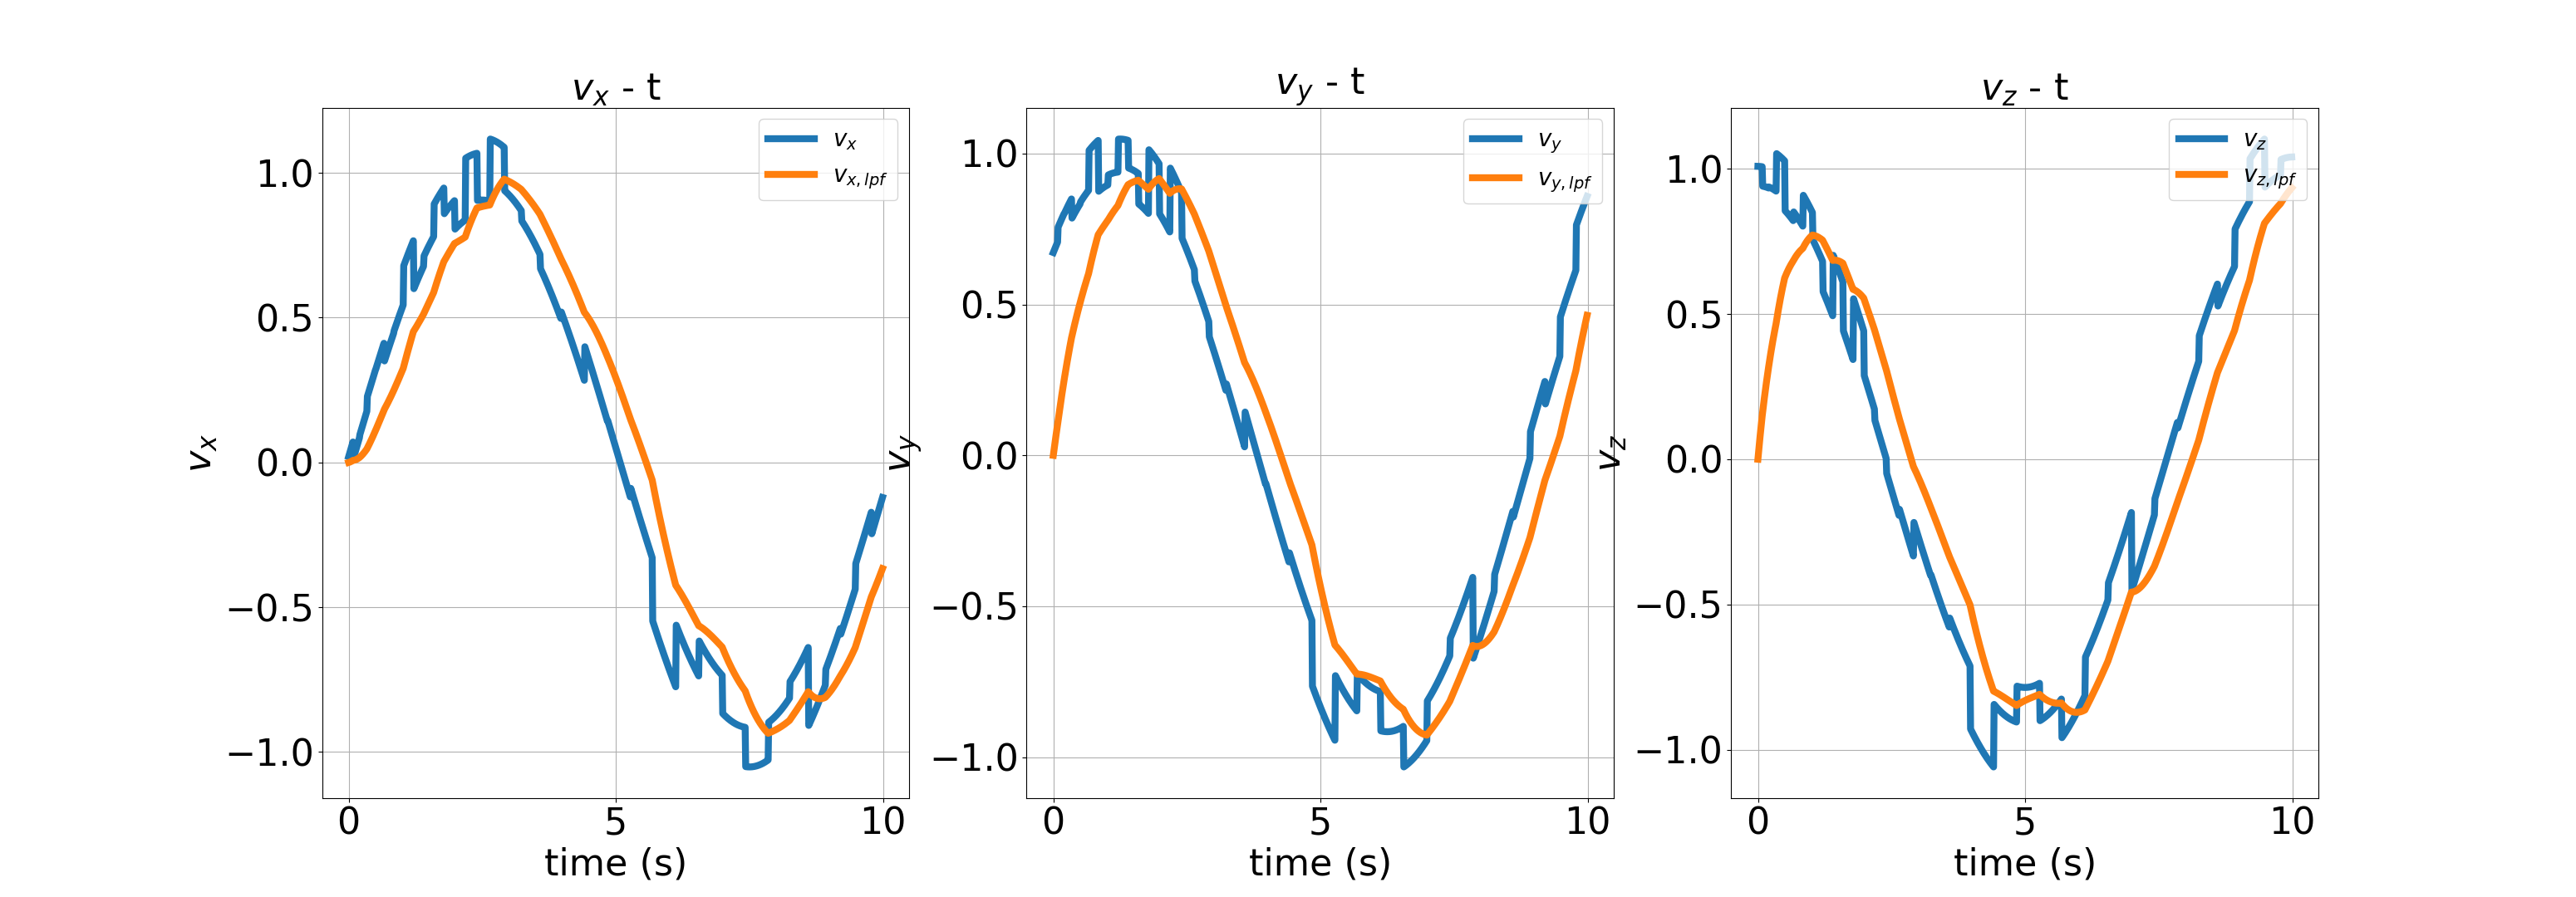 v_x - t
v_x
v_x
v_{x, lpf}
1.0
0.5
0.0
−0.5
−1.0
0 5 10
time (s)
v_y - t
v_y
v_y
v_{y, lpf}
1.0
0.5
0.0
−0.5
−1.0
0 5 10
time (s)
v_z - t
v_z
v_z
v_{z, lpf}
1.0
0.5
0.0
−0.5
−1.0
0 5 10
time (s)